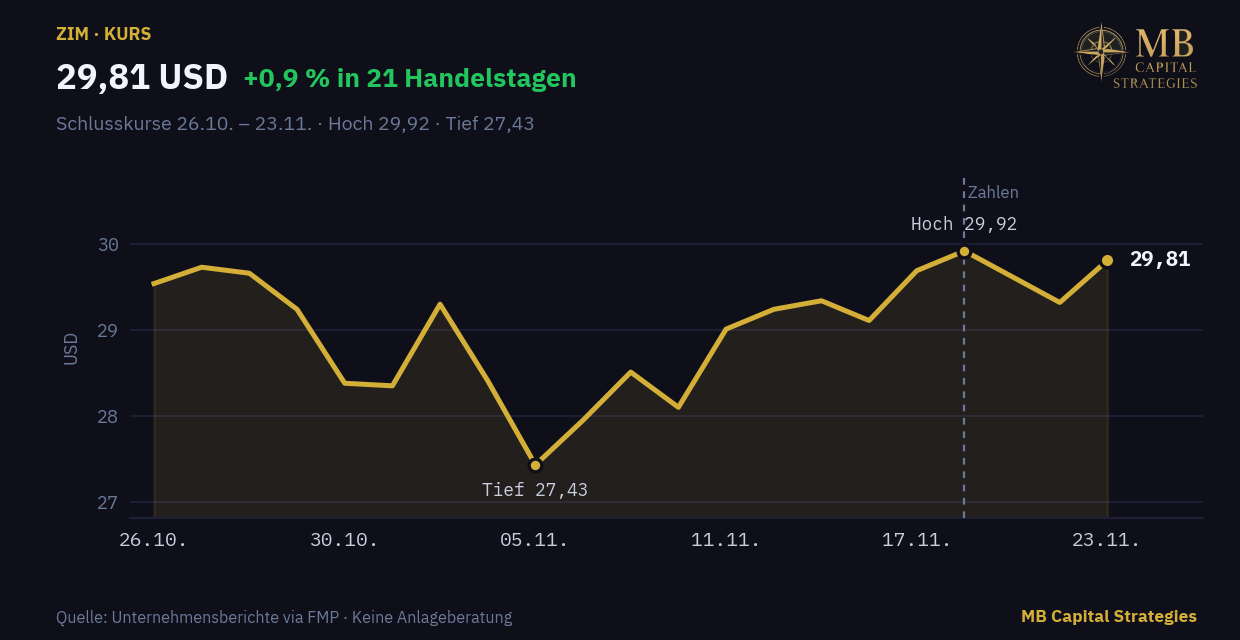 ZIM · KURS
29,81 USD +0,9 % in 21 Handelstagen
Schlusskurse 26.10. – 23.11. · Hoch 29,92 · Tief 27,43
MB
CAPITAL
STRATEGIES
Zahlen
Hoch 29,92
30
29,81
29
USD
28
Tief 27,43
27
26.10. 30.10. 05.11. 11.11. 17.11. 23.11.
Quelle: Unternehmensberichte via FMP · Keine Anlageberatung
MB Capital Strategies